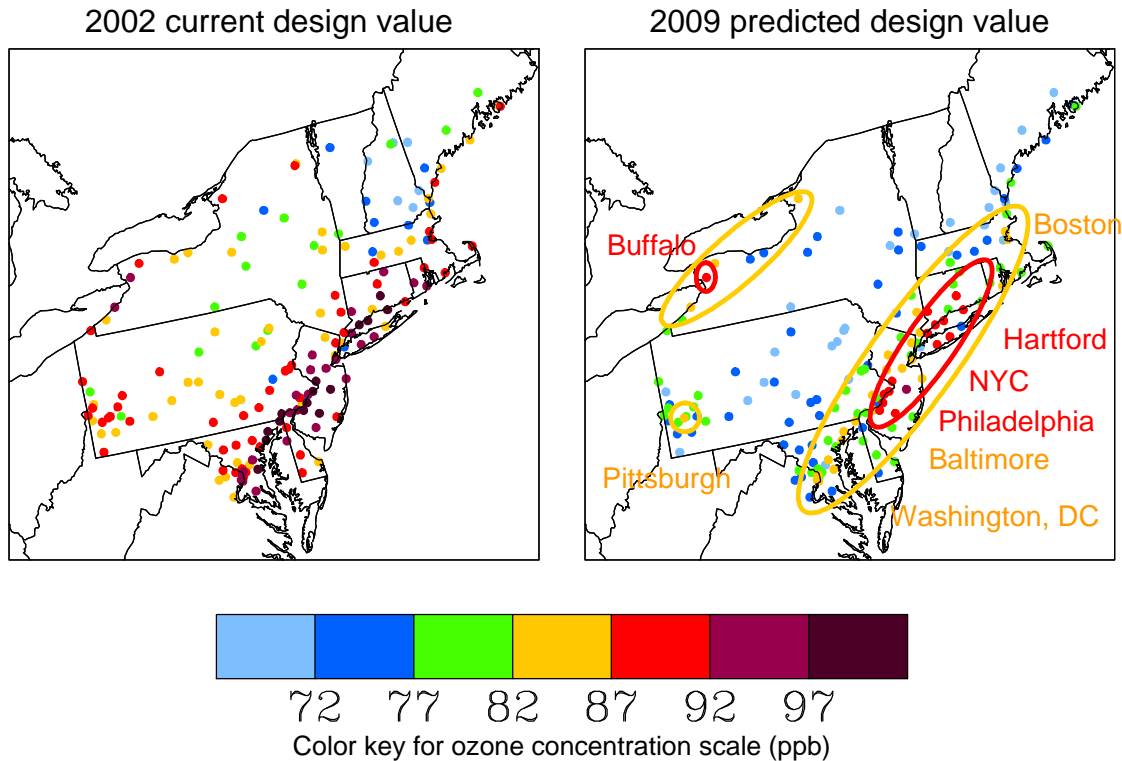 2002 current design value
2009 predicted design value
Buffalo
Boston
Hartford
NYC
Philadelphia
Baltimore
Pittsburgh
Washington, DC
72 77 82 87 92 97
Color key for ozone concentration scale (ppb)